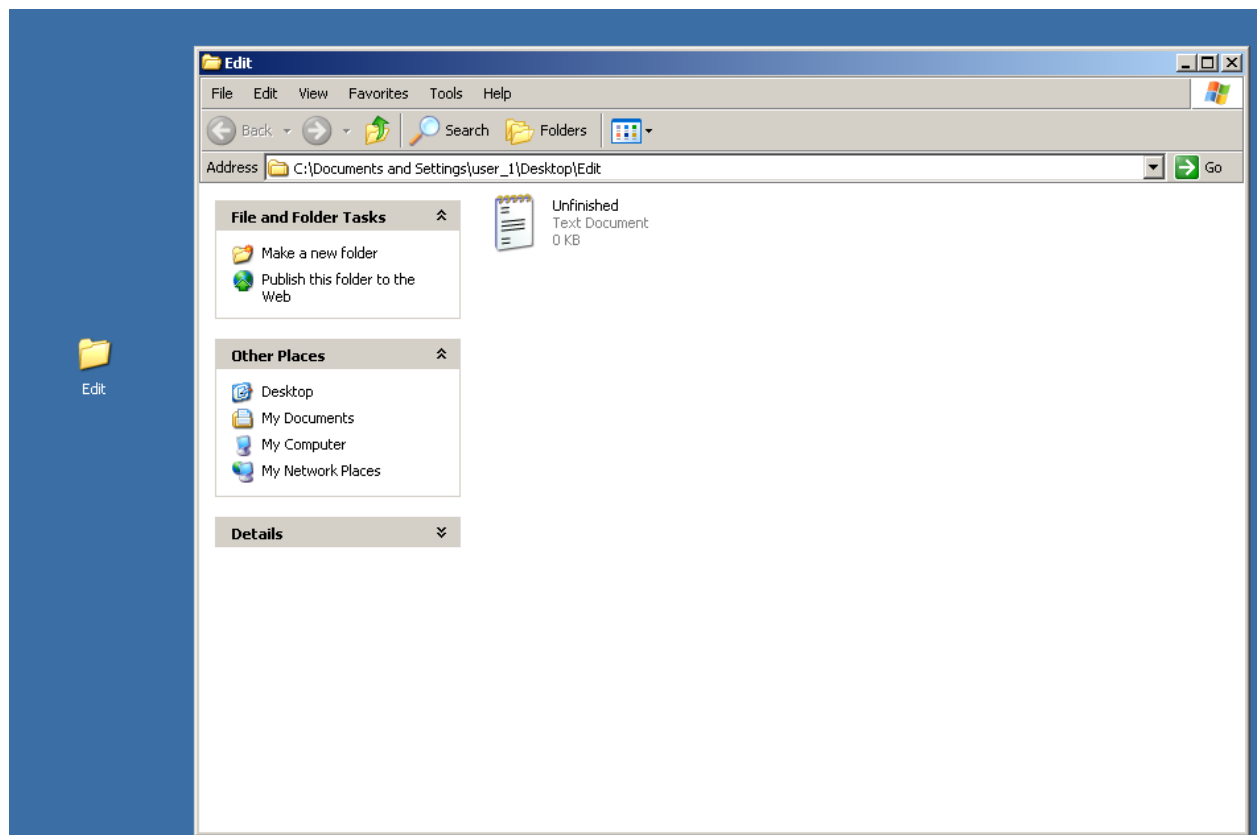 Edit
File Edit View Favorites Tools Help
Back Search Folders
Address C:\Documents and Settings\user_1\Desktop\Edit Go
File and Folder Tasks
Make a new folder
Publish this folder to the
Web
Other Places
Desktop
My Documents
My Computer
My Network Places
Details
Unfinished
Text Document
0 KB
Edit